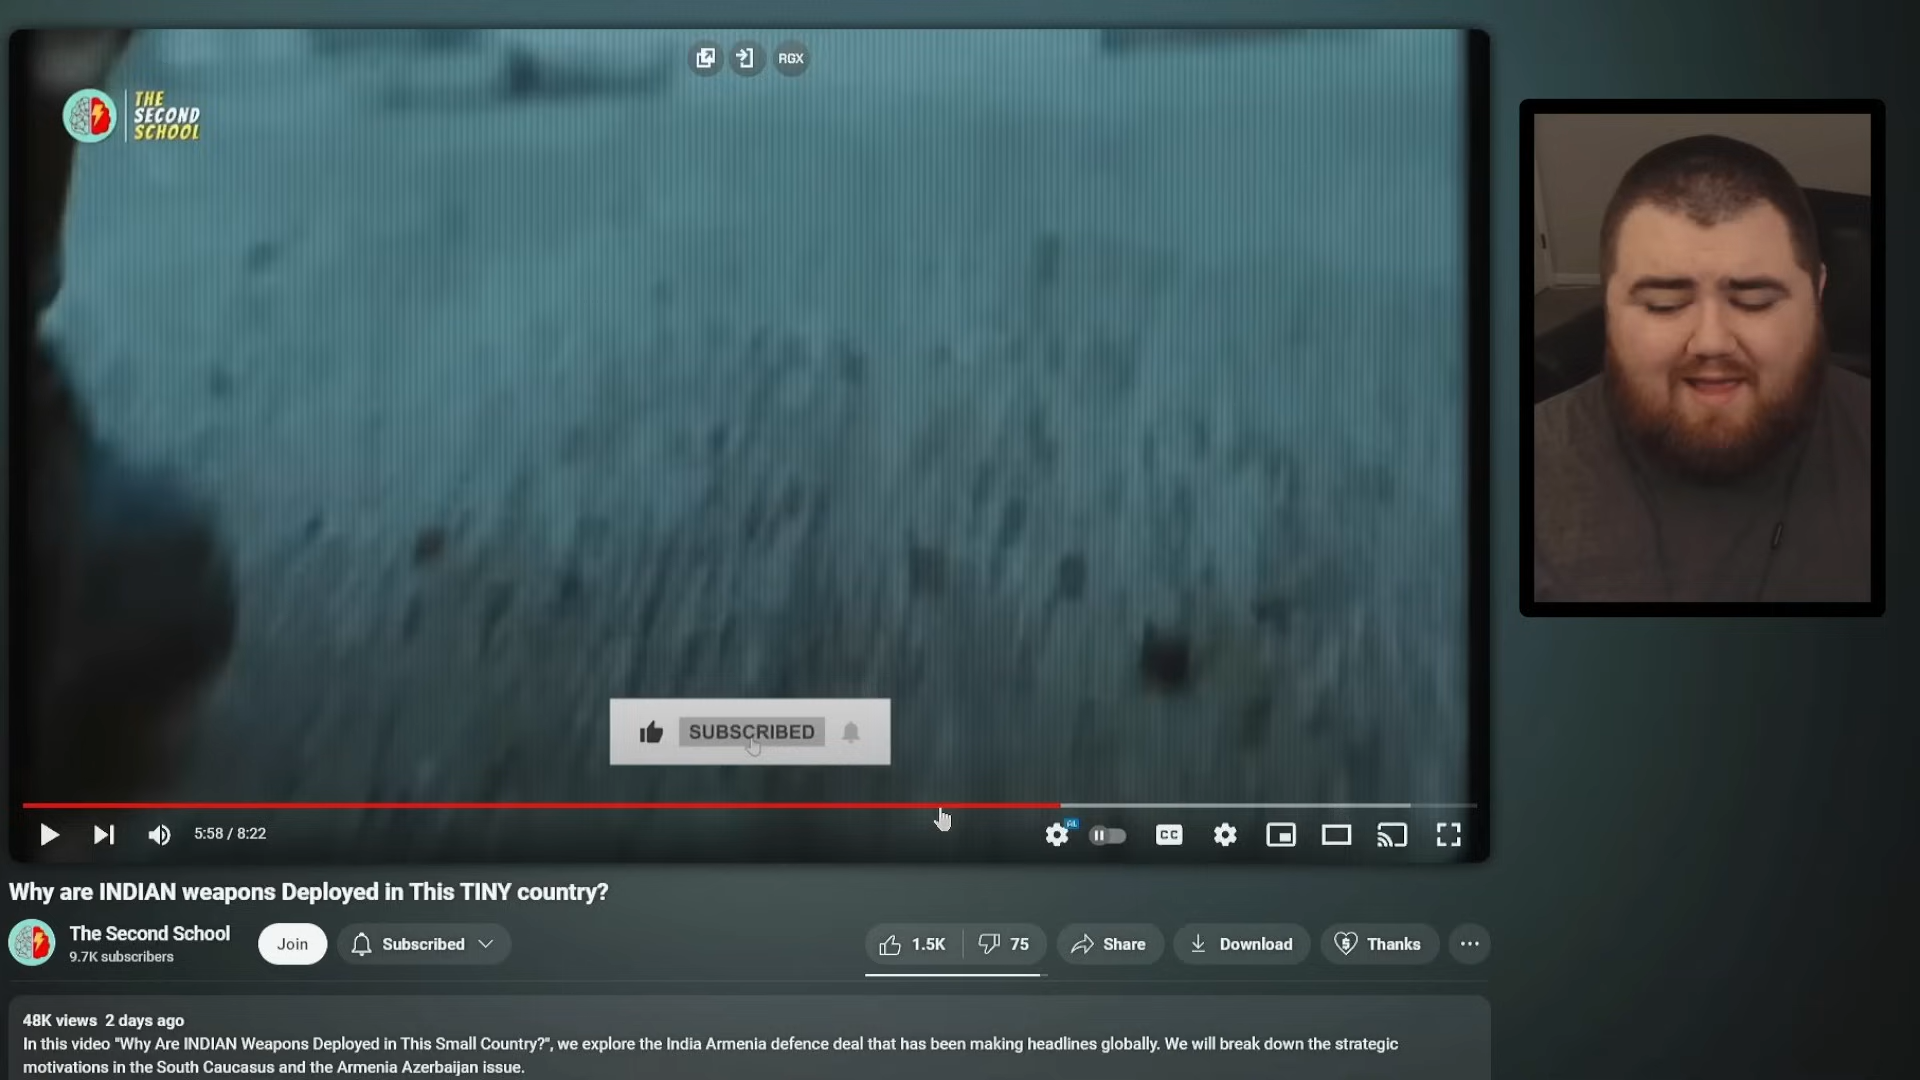 RGX
THE
SECOND
SCHOOL
SUBSCRIBED
5:58 / 8:22
AL
CC
Why are INDIAN weapons Deployed in This TINY country?
The Second School
9.7K subscribers
Join
Subscribed
1.5K
75
Share
Download
Thanks
48K views 2 days ago
In this video "Why Are INDIAN Weapons Deployed in This Small Country?", we explore the India Armenia defence deal that has been making headlines globally. We will break down the strategic
motivations in the South Caucasus and the Armenia Azerbaijan issue.